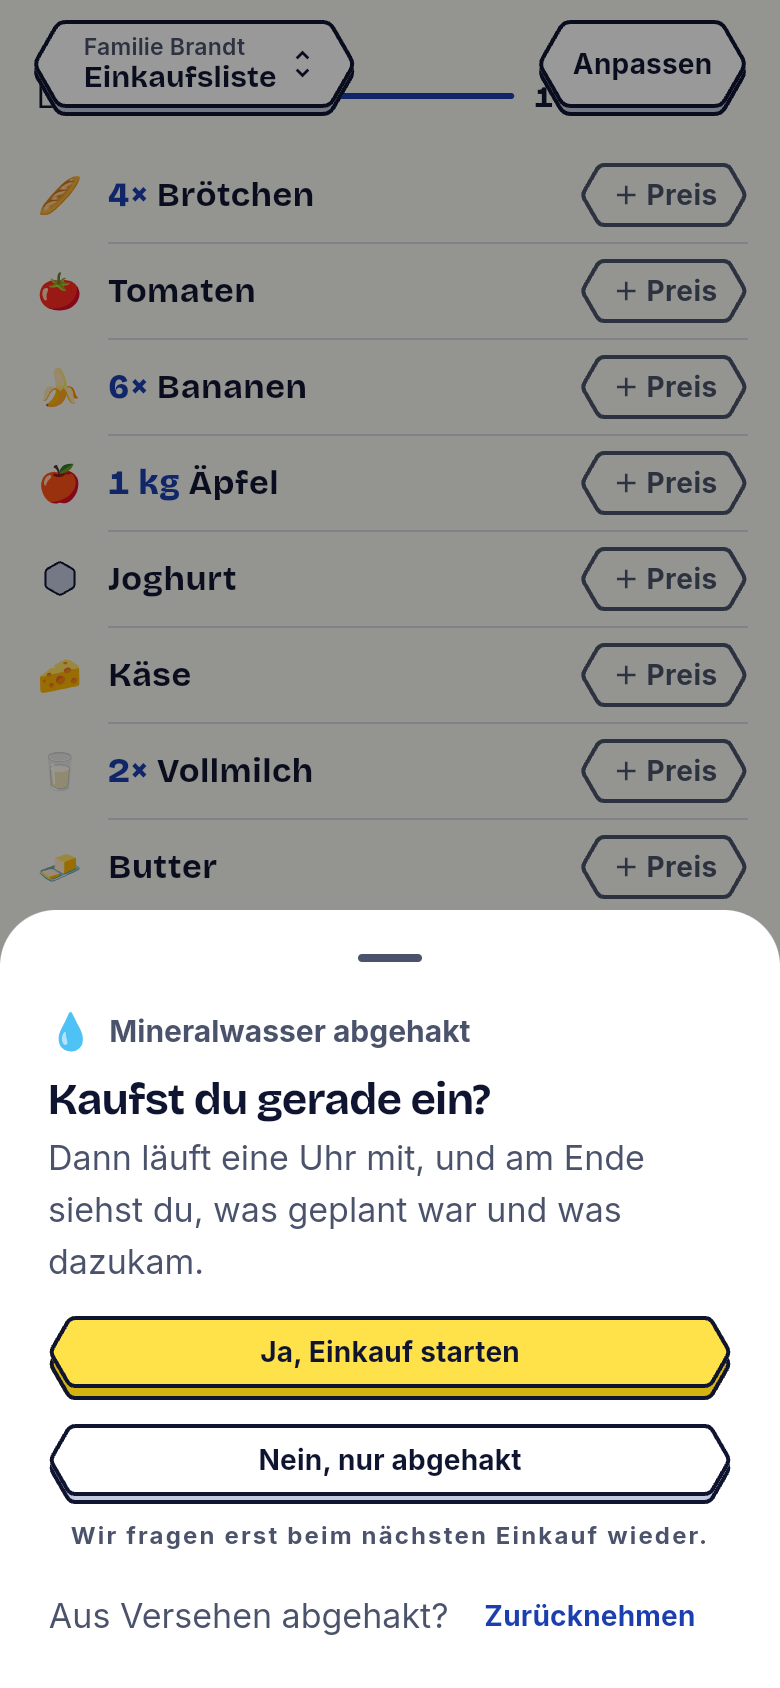 Familie Brandt
Einkaufsliste
Anpassen
4× Brötchen
+ Preis
Tomaten
+ Preis
6× Bananen
+ Preis
1 kg Äpfel
+ Preis
Joghurt
+ Preis
Käse
+ Preis
2× Vollmilch
+ Preis
Butter
+ Preis
Mineralwasser abgehakt
Kaufst du gerade ein?
Dann läuft eine Uhr mit, und am Ende
siehst du, was geplant war und was
dazukam.
Ja, Einkauf starten
Nein, nur abgehakt
Wir fragen erst beim nächsten Einkauf wieder.
Aus Versehen abgehakt? Zurücknehmen